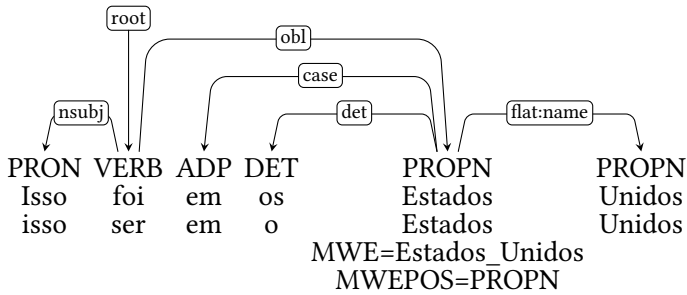 root
obl
case
nsubj
det
flat:name
PRON VERB ADP DET PROPN PROPN
Isso foi em os Estados Unidos
isso ser em o Estados Unidos
MWE=Estados_Unidos
MWEPOS=PROPN